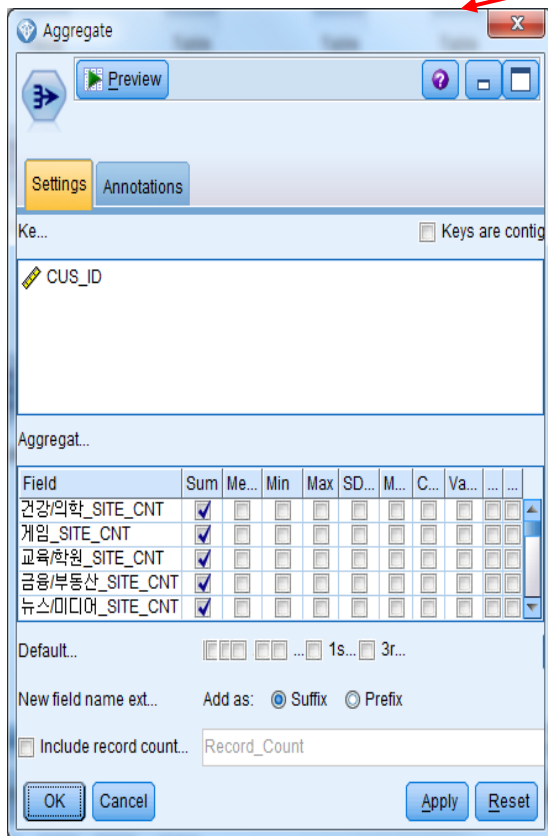 Aggregate
Preview
Settings Annotations
Ke... Keys are contig
CUS_ID
Aggregat...
Field Sum Me... Min Max SD... M... C... Va... ... ...
건강/의학_SITE_CNT
게임_SITE_CNT
교육/학원_SITE_CNT
금융/부동산_SITE_CNT
뉴스/미디어_SITE_CNT
Default... ... 1s... 3r...
New field name ext... Add as: Suffix Prefix
Include record count... Record_Count
OK Cancel Apply Reset